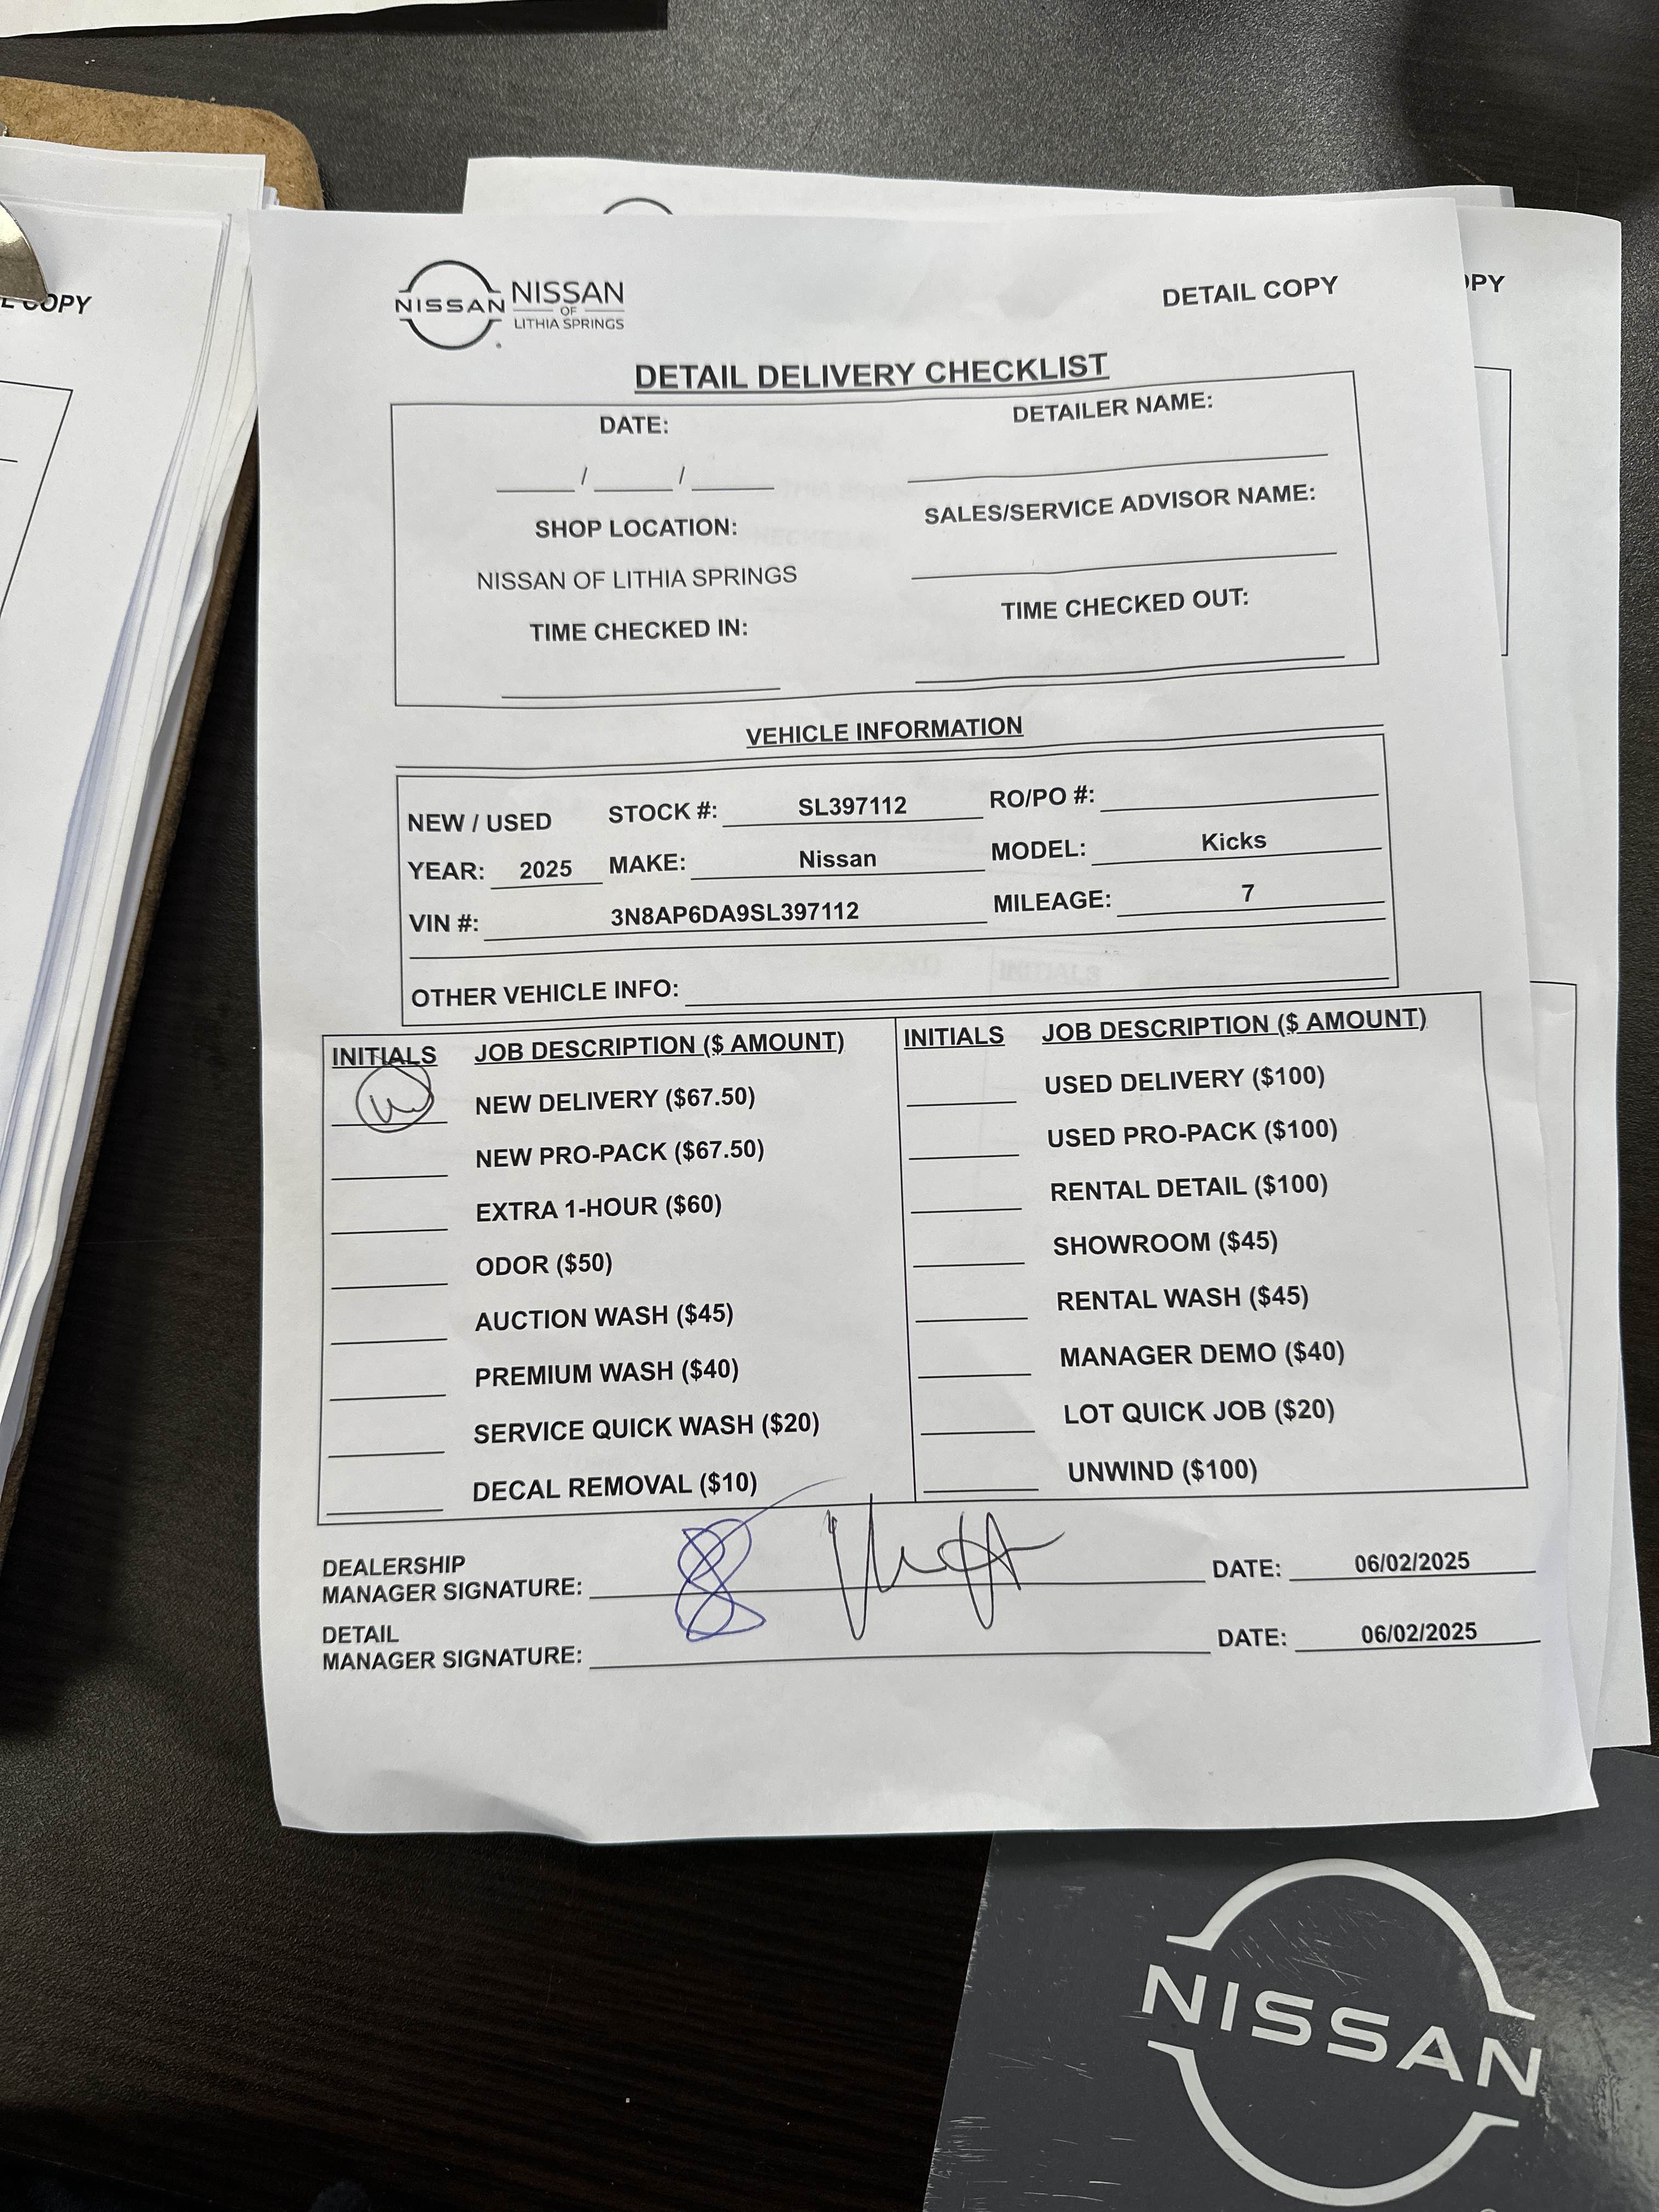 L COPY
OPY
NISSAN
NISSAN
OF
LITHIA SPRINGS
DETAIL COPY
DETAIL DELIVERY CHECKLIST
DATE:
DETAILER NAME:
/ /
SHOP LOCATION:
SALES/SERVICE ADVISOR NAME:
NISSAN OF LITHIA SPRINGS
TIME CHECKED IN:
TIME CHECKED OUT:
VEHICLE INFORMATION
NEW / USED STOCK #: SL397112 RO/PO #:
YEAR: 2025 MAKE: Nissan MODEL: Kicks
VIN #: 3N8AP6DA9SL397112 MILEAGE: 7
OTHER VEHICLE INFO:
INITIALS JOB DESCRIPTION ($ AMOUNT) INITIALS JOB DESCRIPTION ($ AMOUNT)
NEW DELIVERY ($67.50) USED DELIVERY ($100)
NEW PRO-PACK ($67.50) USED PRO-PACK ($100)
EXTRA 1-HOUR ($60) RENTAL DETAIL ($100)
ODOR ($50) SHOWROOM ($45)
AUCTION WASH ($45) RENTAL WASH ($45)
PREMIUM WASH ($40) MANAGER DEMO ($40)
SERVICE QUICK WASH ($20) LOT QUICK JOB ($20)
DECAL REMOVAL ($10) UNWIND ($100)
DEALERSHIP
MANAGER SIGNATURE: DATE: 06/02/2025
DETAIL
MANAGER SIGNATURE: DATE: 06/02/2025
NISSAN